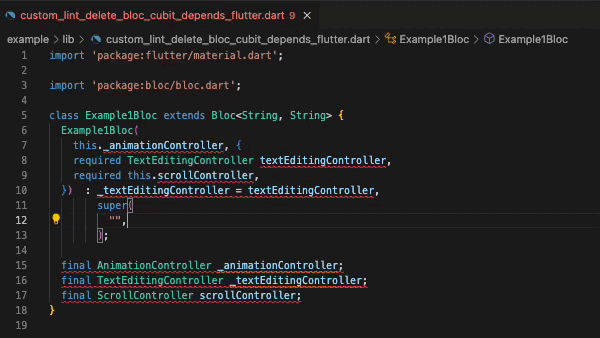 custom_lint_delete_bloc_cubit_depends_flutter.dart 9 ×
example > lib > custom_lint_delete_bloc_cubit_depends_flutter.dart > Example1Bloc > Example1Bloc
1 import 'package:flutter/material.dart';
2
3 import 'package:bloc/bloc.dart';
4
5 class Example1Bloc extends Bloc<String, String> {
6   Example1Bloc(
7     this._animationController, {
8     required TextEditingController textEditingController,
9     required this.scrollController,
10   })  : _textEditingController = textEditingController,
11         super(
12           "",
13         );
14
15   final AnimationController _animationController;
16   final TextEditingController _textEditingController;
17   final ScrollController scrollController;
18 }
19